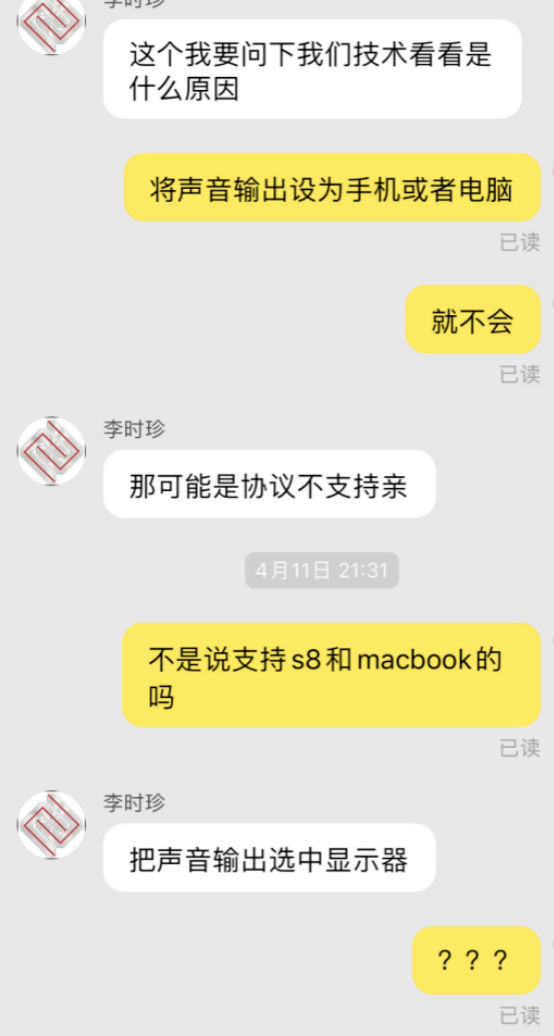 李时珍
这个我要问下我们技术看看是
什么原因
将声音输出设为手机或者电脑
已读
就不会
已读
李时珍
那可能是协议不支持亲
4月11日 21:31
不是说支持s8和macbook的
吗
已读
李时珍
把声音输出选中显示器
？？？
已读